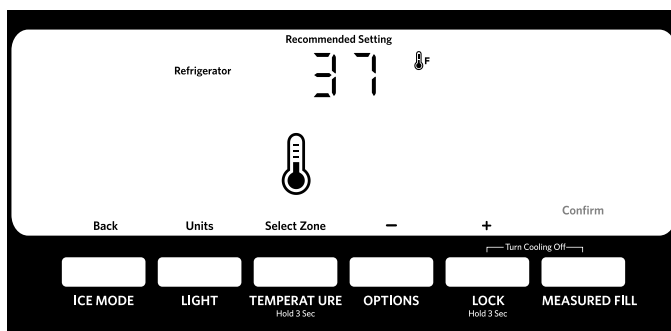 Recommended Setting
Refrigerator 37 F
Confirm
Back Units Select Zone – +
Turn Cooling Off
ICE MODE LIGHT TEMPERAT URE OPTIONS LOCK MEASURED FILL
Hold 3 Sec Hold 3 Sec